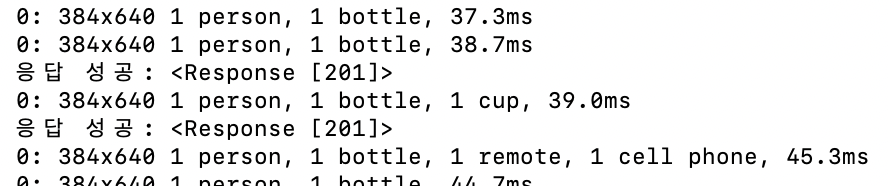 0: 384x640 1 person, 1 bottle, 37.3ms
0: 384x640 1 person, 1 bottle, 38.7ms
응답 성공: <Response [201]>
0: 384x640 1 person, 1 bottle, 1 cup, 39.0ms
응답 성공: <Response [201]>
0: 384x640 1 person, 1 bottle, 1 remote, 1 cell phone, 45.3ms
0: 384x640 1 person, 1 bottle, 44.7ms